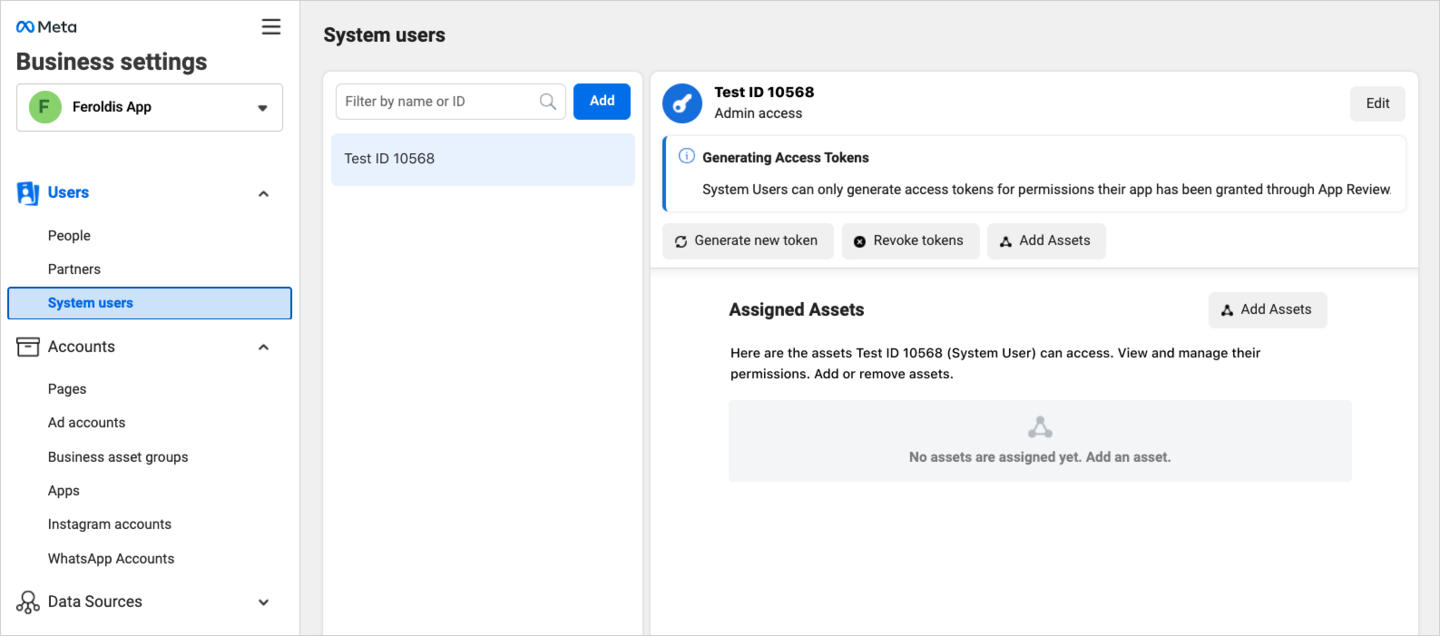 Meta
Business settings
F
Feroldis App
Users
People
Partners
System users
Accounts
Pages
Ad accounts
Business asset groups
Apps
Instagram accounts
WhatsApp Accounts
Data Sources
System users
Filter by name or ID
Add
Test ID 10568
Test ID 10568
Admin access
Edit
Generating Access Tokens
System Users can only generate access tokens for permissions their app has been granted through App Review.
Generate new token
Revoke tokens
Add Assets
Assigned Assets
Add Assets
Here are the assets Test ID 10568 (System User) can access. View and manage their
permissions. Add or remove assets.
No assets are assigned yet. Add an asset.